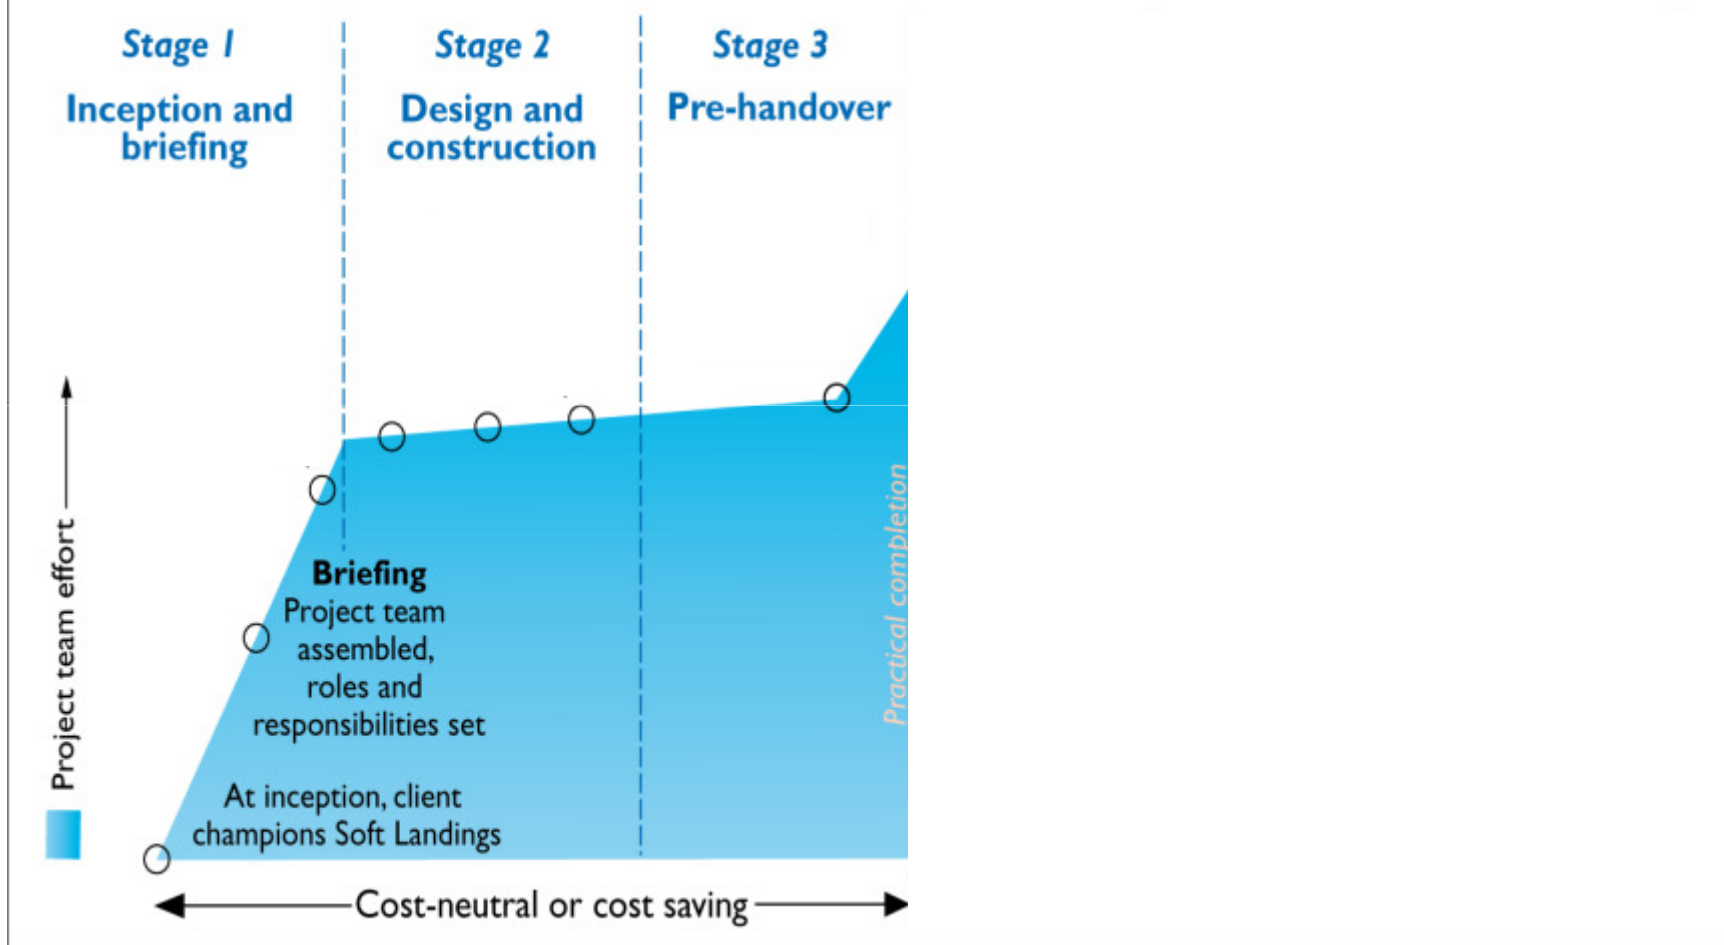 Stage 1
Inception and
briefing
Stage 2
Design and
construction
Stage 3
Pre-handover
Project team effort
Briefing
Project team
assembled,
roles and
responsibilities set
At inception, client
champions Soft Landings
Practical completion
Cost-neutral or cost saving